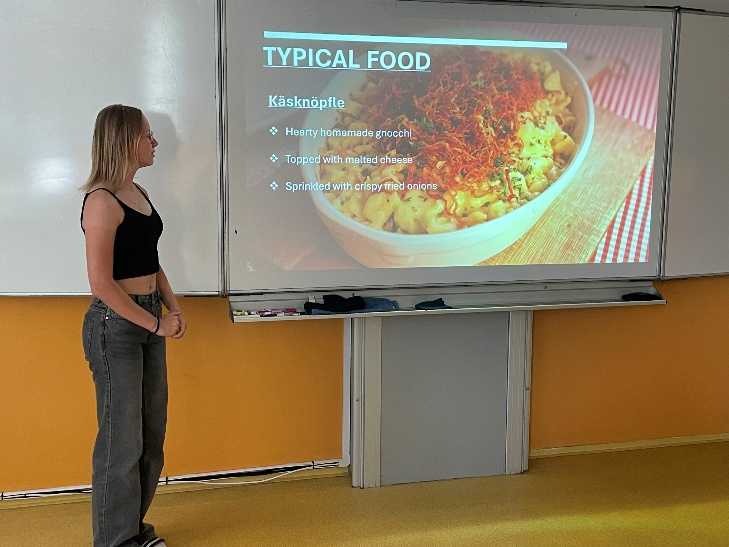 TYPICAL FOOD
Käsknöpfle
❖ Hearty homemade gnocchi
❖ Topped with melted cheese
❖ Sprinkled with crispy fried onions